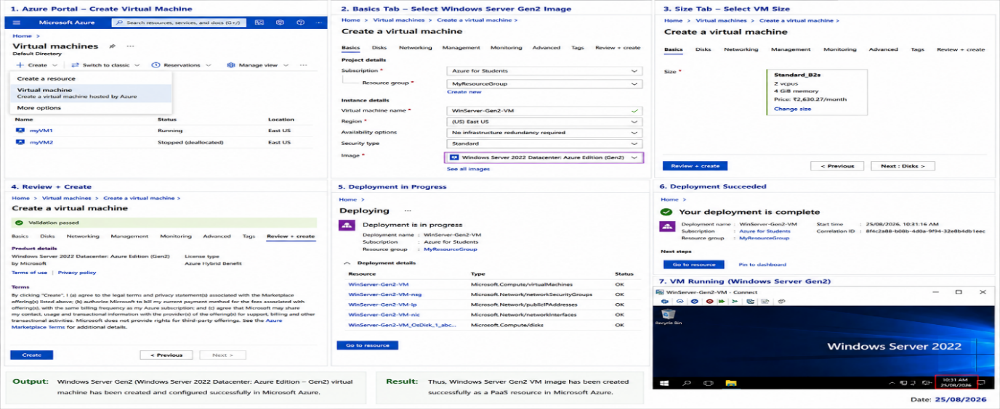 1. Azure Portal – Create Virtual Machine
Microsoft Azure
Search resources, services, and docs (G+/)
Home >
Virtual machines
Default Directory
Create
Switch to classic
Reservations
Manage view
Create a resource
Virtual machine
Create a virtual machine hosted by Azure
More options
Name Status Location
myVM1 Running East US
myVM2 Stopped (deallocated) East US
2. Basics Tab – Select Windows Server Gen2 Image
Home > Virtual machines > Create a virtual machine >
Create a virtual machine
Basics Disks Networking Management Monitoring Advanced Tags Review + create
Project details
Subscription * Azure for Students
Resource group * MyResourceGroup
Create new
Instance details
Virtual machine name * WinServer-Gen2-VM
Region * (US) East US
Availability options No infrastructure redundancy required
Security type Standard
Image * Windows Server 2022 Datacenter: Azure Edition (Gen2)
See all images
3. Size Tab – Select VM Size
Home > Virtual machines > Create a virtual machine >
Create a virtual machine
Basics Disks Networking Management Monitoring Advanced Tags Review + create
Size *
Standard_B2s
2 vcpus
4 GiB memory
Price: ₹2,630.27/month
Change size
Review + create < Previous Next : Disks >
4. Review + Create
Home > Virtual machines > Create a virtual machine >
Create a virtual machine
Validation passed
Basics Disks Networking Management Monitoring Advanced Tags Review + create
Product details
Windows Server 2022 Datacenter: Azure Edition (Gen2) License type
by Microsoft Azure Hybrid Benefit
Terms of use | Privacy policy
Terms
By clicking "Create", I (a) agree to the legal terms and privacy statement(s) associated with the Marketplace
offering(s) listed above; (b) authorize Microsoft to bill my current payment method for the fees associated with
offering(s), with the same billing frequency as my Azure subscription; and (c) agree that Microsoft may share
my contact, usage and transactional information with the provider(s) of the offering(s) for support, billing and other
transactional activities. Microsoft does not provide rights for third-party offerings. See the Azure
Marketplace Terms for additional details.
Create < Previous Next >
5. Deployment in Progress
Home >
Deploying
Deployment is in progress
Deployment name : WinServer-Gen2-VM
Subscription : Azure for Students
Resource group : MyResourceGroup
Deployment details
Resource Type Status
WinServer-Gen2-VM Microsoft.Compute/virtualMachines OK
WinServer-Gen2-VM-nsg Microsoft.Network/networkSecurityGroups OK
WinServer-Gen2-VM-ip Microsoft.Network/publicIPAddresses OK
WinServer-Gen2-VM-nic Microsoft.Network/networkInterfaces OK
WinServer-Gen2-VM_OsDisk_1_abc... Microsoft.Compute/disks OK
Go to resource
6. Deployment Succeeded
Home >
Your deployment is complete
Deployment name : WinServer-Gen2-VM Start time : 25/08/2026, 10:31:16 AM
Subscription : Azure for Students Correlation ID :
Resource group : MyResourceGroup
Next steps
Go to resource Pin to dashboard
7. VM Running (Windows Server Gen2)
WinServer-Gen2-VM - Connect
Recycle Bin
Windows Server 2022
10:31 AM
25/08/2026
Output: Windows Server Gen2 (Windows Server 2022 Datacenter: Azure Edition – Gen2) virtual
machine has been created and configured successfully in Microsoft Azure.
Result: Thus, Windows Server Gen2 VM image has been created
successfully as a PaaS resource in Microsoft Azure.
Date: 25/08/2026